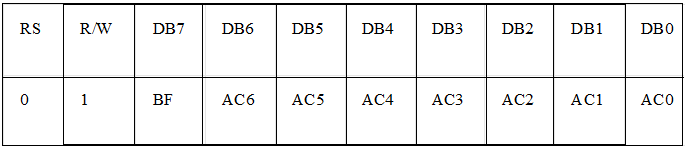 RS R/W DB7 DB6 DB5 DB4 DB3 DB2 DB1 DB0
0 1 BF AC6 AC5 AC4 AC3 AC2 AC1 AC0